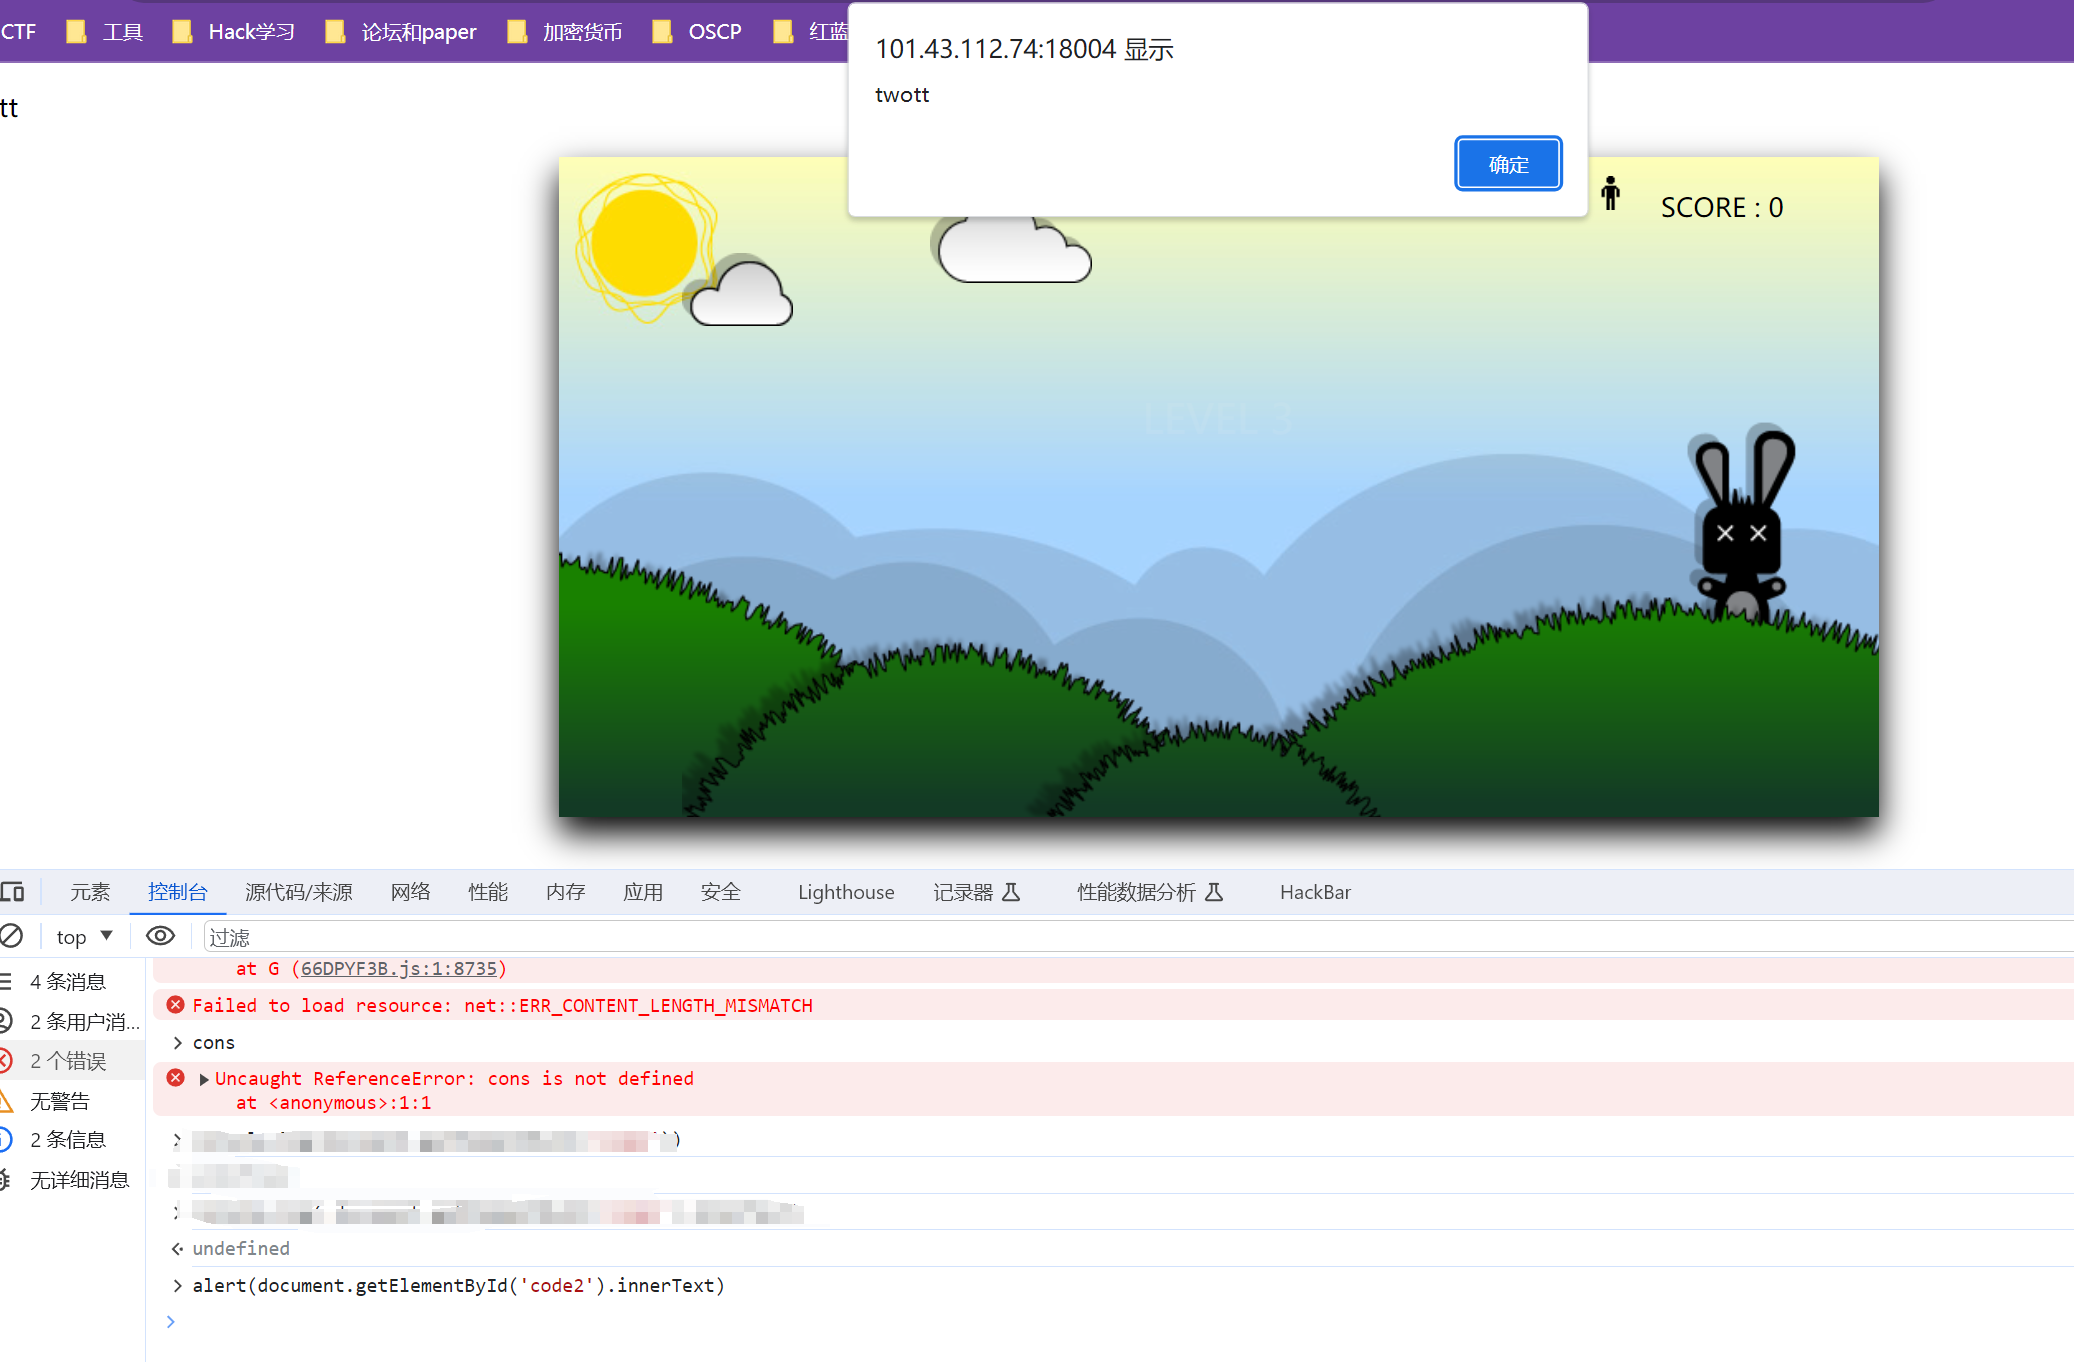 CTF 工具 Hack学习 论坛和paper 加密货币 OSCP 红蓝
101.43.112.74:18004 显示
twott
确定
tt
SCORE : 0
LEVEL 3
元素 控制台 源代码/来源 网络 性能 内存 应用 安全 Lighthouse 记录器 性能数据分析 HackBar
top 过滤
4 条消息
2 条用户消...
2 个错误
无警告
2 条信息
无详细消息
at G (66DPYF3B.js:1:8735)
Failed to load resource: net::ERR_CONTENT_LENGTH_MISMATCH
cons
Uncaught ReferenceError: cons is not defined
at <anonymous>:1:1
undefined
alert(document.getElementById('code2').innerText)